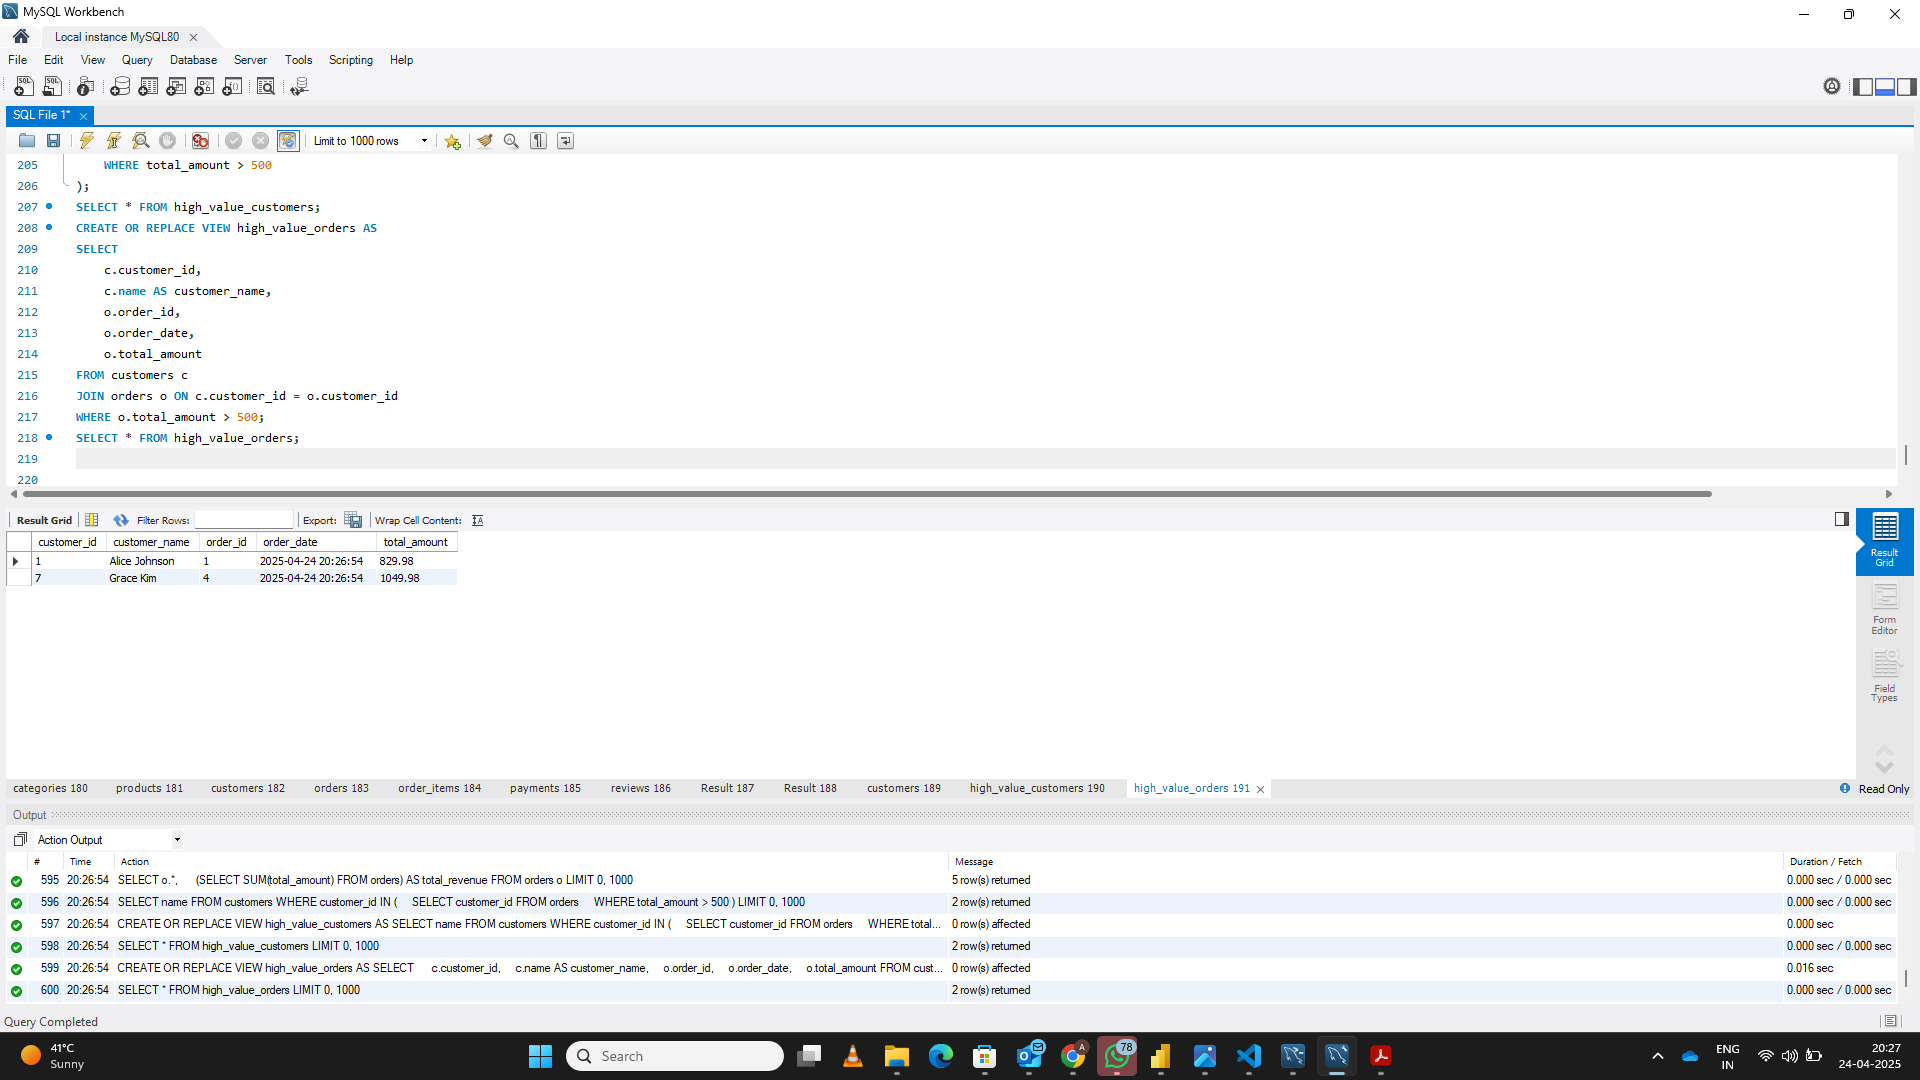 MySQL Workbench
Local instance MySQL80
File Edit View Query Database Server Tools Scripting Help
SQL File 1*
Limit to 1000 rows
205 WHERE total_amount > 500
206 );
207 SELECT * FROM high_value_customers;
208 CREATE OR REPLACE VIEW high_value_orders AS
209 SELECT
210 c.customer_id,
211 c.name AS customer_name,
212 o.order_id,
213 o.order_date,
214 o.total_amount
215 FROM customers c
216 JOIN orders o ON c.customer_id = o.customer_id
217 WHERE o.total_amount > 500;
218 SELECT * FROM high_value_orders;
219
220
Result Grid Filter Rows: Export: Wrap Cell Content:
customer_id customer_name order_id order_date total_amount
1 Alice Johnson 1 2025-04-24 20:26:54 829.98
7 Grace Kim 4 2025-04-24 20:26:54 1049.98
Result Grid
Form Editor
Field Types
categories 180 products 181 customers 182 orders 183 order_items 184 payments 185 reviews 186 Result 187 Result 188 customers 189 high_value_customers 190 high_value_orders 191 Read Only
Output
Action Output
# Time Action Message Duration / Fetch
595 20:26:54 SELECT o.*, (SELECT SUM(total_amount) FROM orders) AS total_revenue FROM orders o LIMIT 0, 1000 5 row(s) returned 0.000 sec / 0.000 sec
596 20:26:54 SELECT name FROM customers WHERE customer_id IN ( SELECT customer_id FROM orders WHERE total_amount > 500 ) LIMIT 0, 1000 2 row(s) returned 0.000 sec / 0.000 sec
597 20:26:54 CREATE OR REPLACE VIEW high_value_customers AS SELECT name FROM customers WHERE customer_id IN ( SELECT customer_id FROM orders WHERE total... 0 row(s) affected 0.000 sec
598 20:26:54 SELECT * FROM high_value_customers LIMIT 0, 1000 2 row(s) returned 0.000 sec / 0.000 sec
599 20:26:54 CREATE OR REPLACE VIEW high_value_orders AS SELECT c.customer_id, c.name AS customer_name, o.order_id, o.order_date, o.total_amount FROM cust... 0 row(s) affected 0.016 sec
600 20:26:54 SELECT * FROM high_value_orders LIMIT 0, 1000 2 row(s) returned 0.000 sec / 0.000 sec
Query Completed
41°C
Sunny
Search
78
A
ENG
IN
20:27
24-04-2025